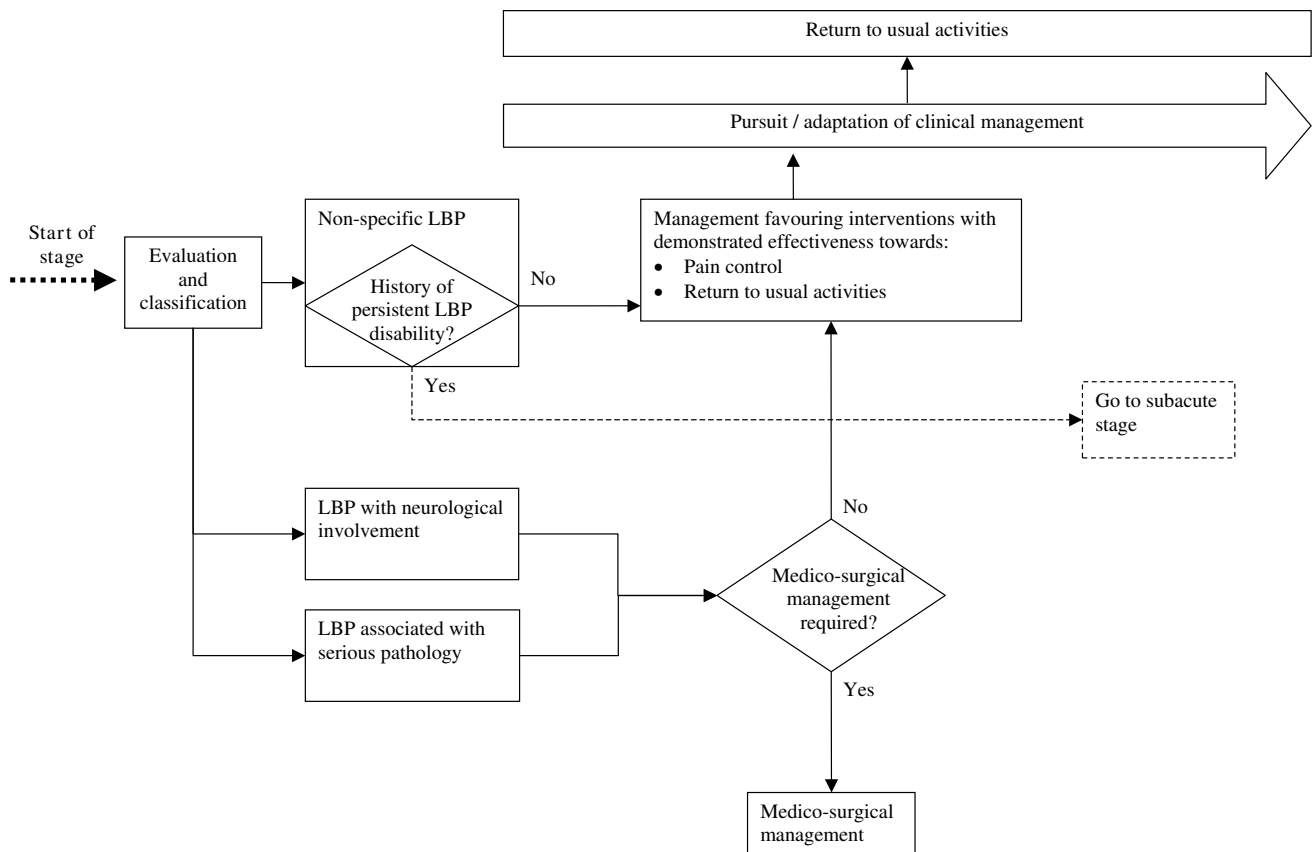 Return to usual activities
Pursuit / adaptation of clinical management
Start of
stage
Evaluation
and
classification
Non-specific LBP
History of
persistent LBP
disability?
No
Yes
Management favouring interventions with
demonstrated effectiveness towards:
• Pain control
• Return to usual activities
Go to subacute
stage
LBP with neurological
involvement
LBP associated with
serious pathology
No
Medico-surgical
management
required?
Yes
Medico-surgical
management